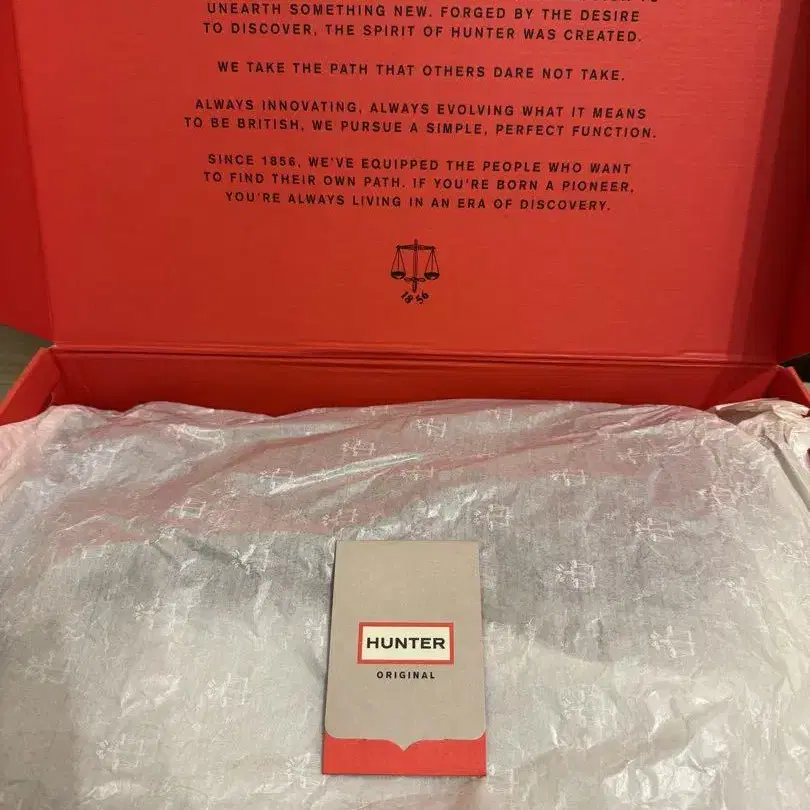 UNEARTH SOMETHING NEW. FORGED BY THE DESIRE
TO DISCOVER, THE SPIRIT OF HUNTER WAS CREATED.
WE TAKE THE PATH THAT OTHERS DARE NOT TAKE.
ALWAYS INNOVATING, ALWAYS EVOLVING WHAT IT MEANS
TO BE BRITISH, WE PURSUE A SIMPLE, PERFECT FUNCTION.
SINCE 1856, WE'VE EQUIPPED THE PEOPLE WHO WANT
TO FIND THEIR OWN PATH. IF YOU'RE BORN A PIONEER,
YOU'RE ALWAYS LIVING IN AN ERA OF DISCOVERY.
1856
HUNTER
ORIGINAL